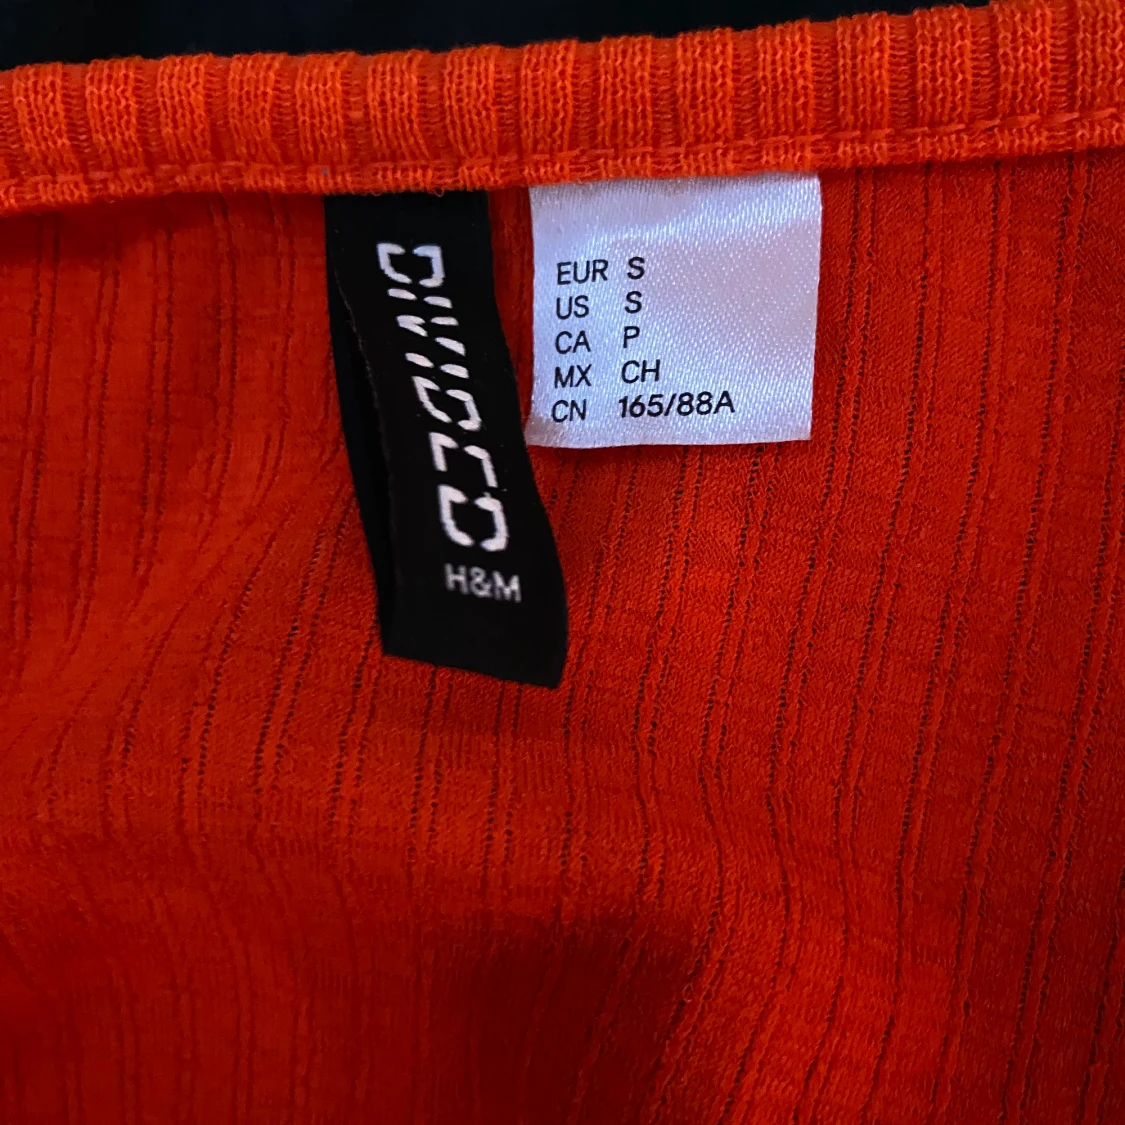 DIVIDED
H&M
EUR S
US S
CA P
MX CH
CN 165/88A